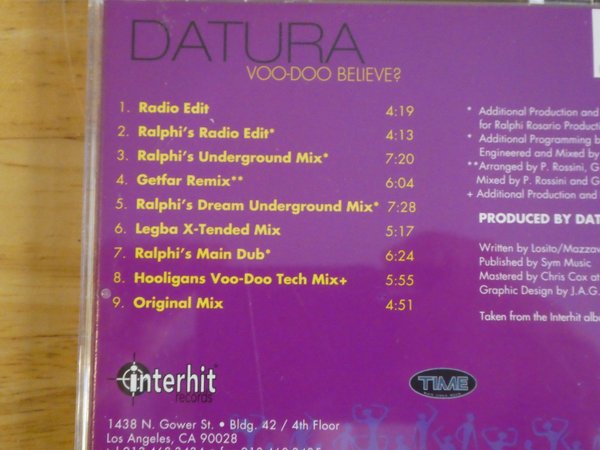 DATURA
VOO-DOO BELIEVE?
1. Radio Edit 4:19
2. Ralphi's Radio Edit* 4:13
3. Ralphi's Underground Mix* 7:20
4. Getfar Remix** 6:04
5. Ralphi's Dream Underground Mix* 7:28
6. Legba X-Tended Mix 5:17
7. Ralphi's Main Dub* 6:24
8. Hooligans Voo-Doo Tech Mix+ 5:55
9. Original Mix 4:51
* Additional Production and
for Ralphi Rosario Producti
* Additional Programming b
Engineered and Mixed by
**Arranged by P. Rossini, G
Mixed by P. Rossini and G
+ Additional Production and
PRODUCED BY DAT
Written by Losito/Mazzav
Published by Sym Music
Mastered by Chris Cox at
Graphic Design by J.A.G.
Taken from the Interhit albu
interhit
records
TIME
1438 N. Gower St. • Bldg. 42 / 4th Floor
Los Angeles, CA 90028